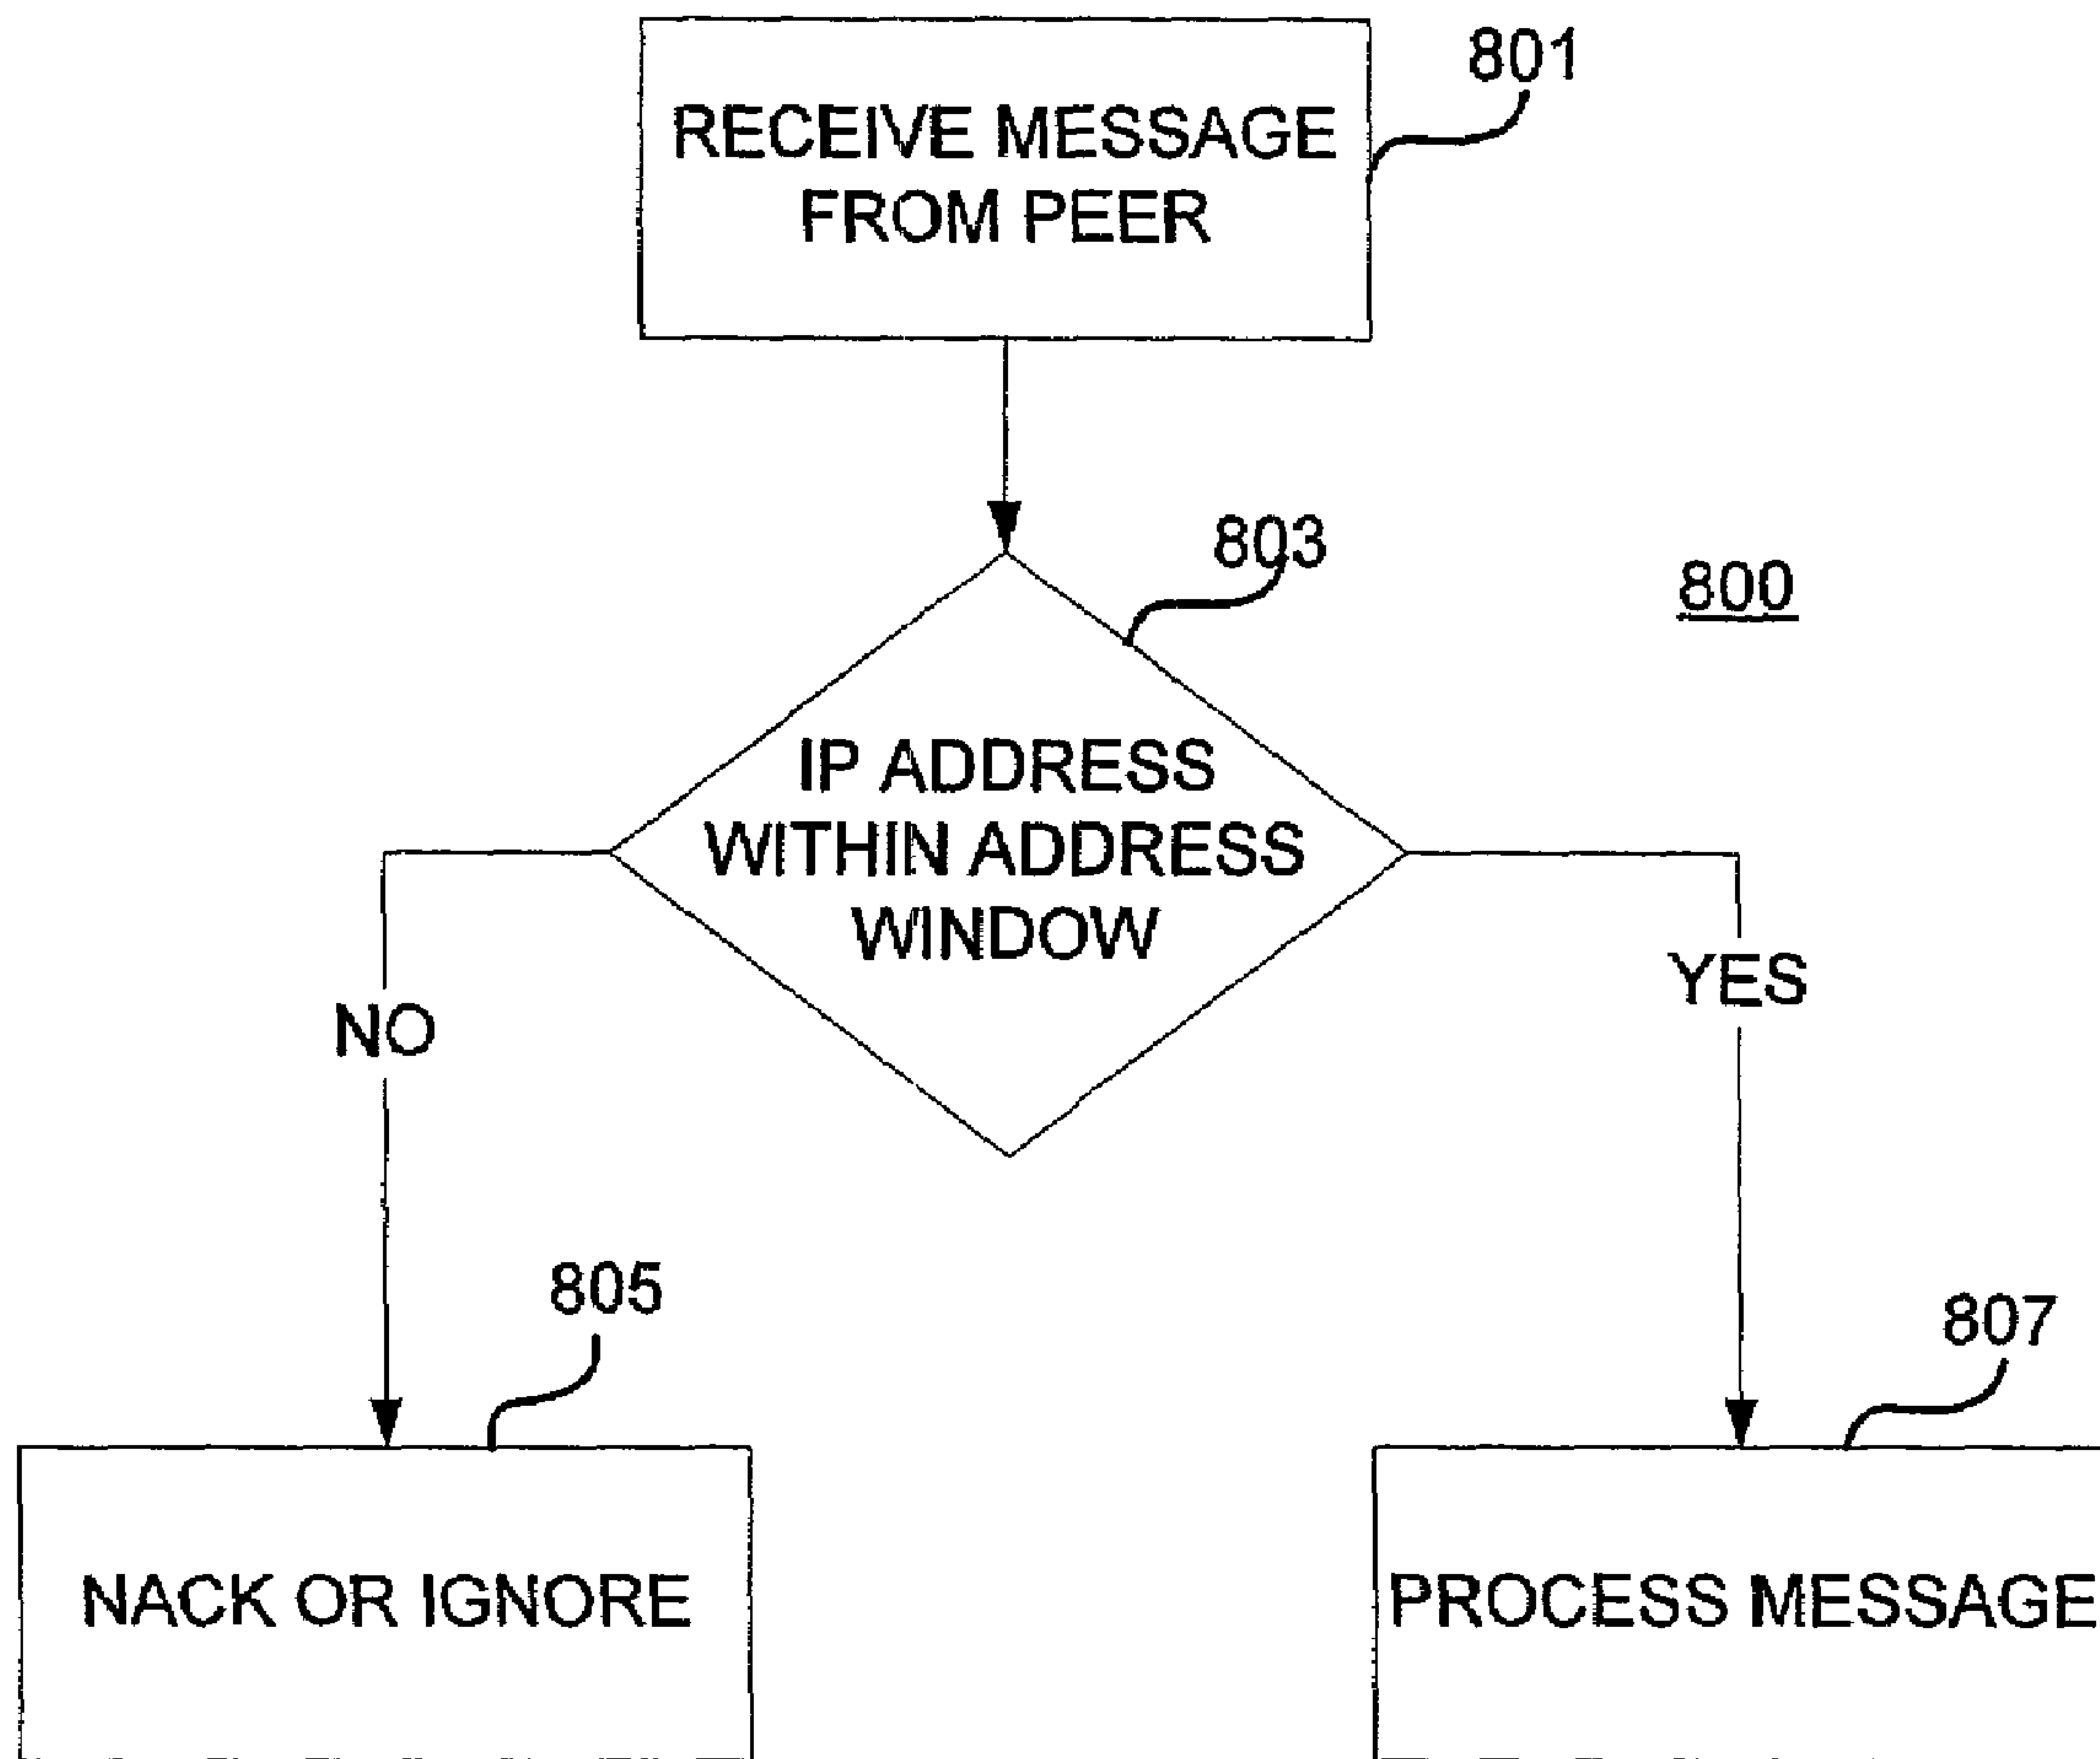 801
RECEIVE MESSAGE
FROM PEER
803
800
IP ADDRESS
WITHIN ADDRESS
WINDOW
NO
YES
805
807
NACK OR IGNORE
PROCESS MESSAGE